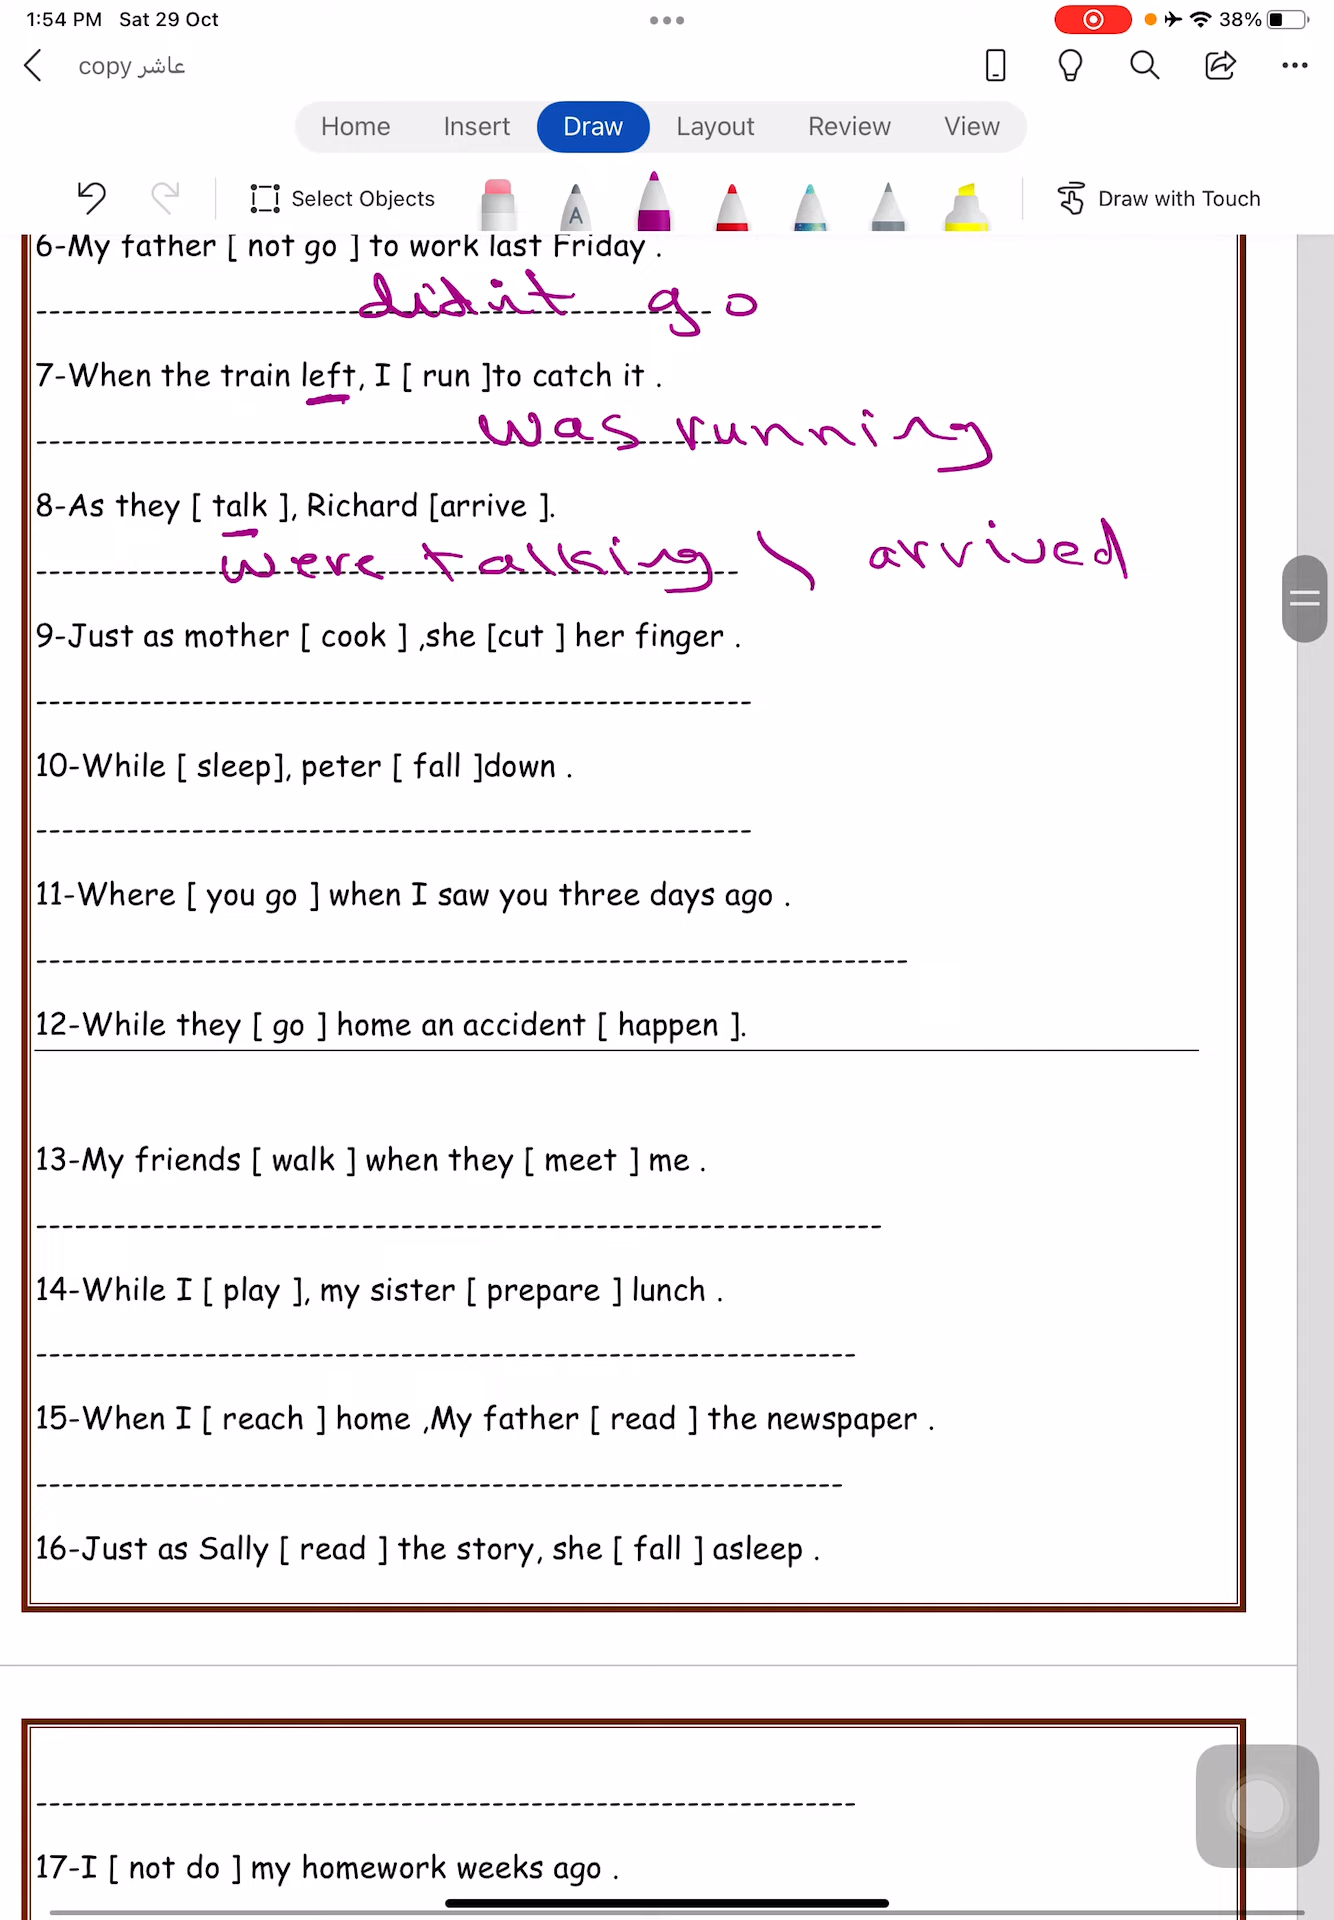 1:54 PM Sat 29 Oct
38%
copy عاشر
Home Insert Draw Layout Review View
Select Objects A Draw with Touch
6-My father [ not go ] to work last Friday .
didn't go
7-When the train left, I [ run ]to catch it .
was running
8-As they [ talk ], Richard [arrive ].
were talking \ arrived
9-Just as mother [ cook ] ,she [cut ] her finger .
10-While [ sleep], peter [ fall ]down .
11-Where [ you go ] when I saw you three days ago .
12-While they [ go ] home an accident [ happen ].
13-My friends [ walk ] when they [ meet ] me .
14-While I [ play ], my sister [ prepare ] lunch .
15-When I [ reach ] home ,My father [ read ] the newspaper .
16-Just as Sally [ read ] the story, she [ fall ] asleep .
17-I [ not do ] my homework weeks ago .